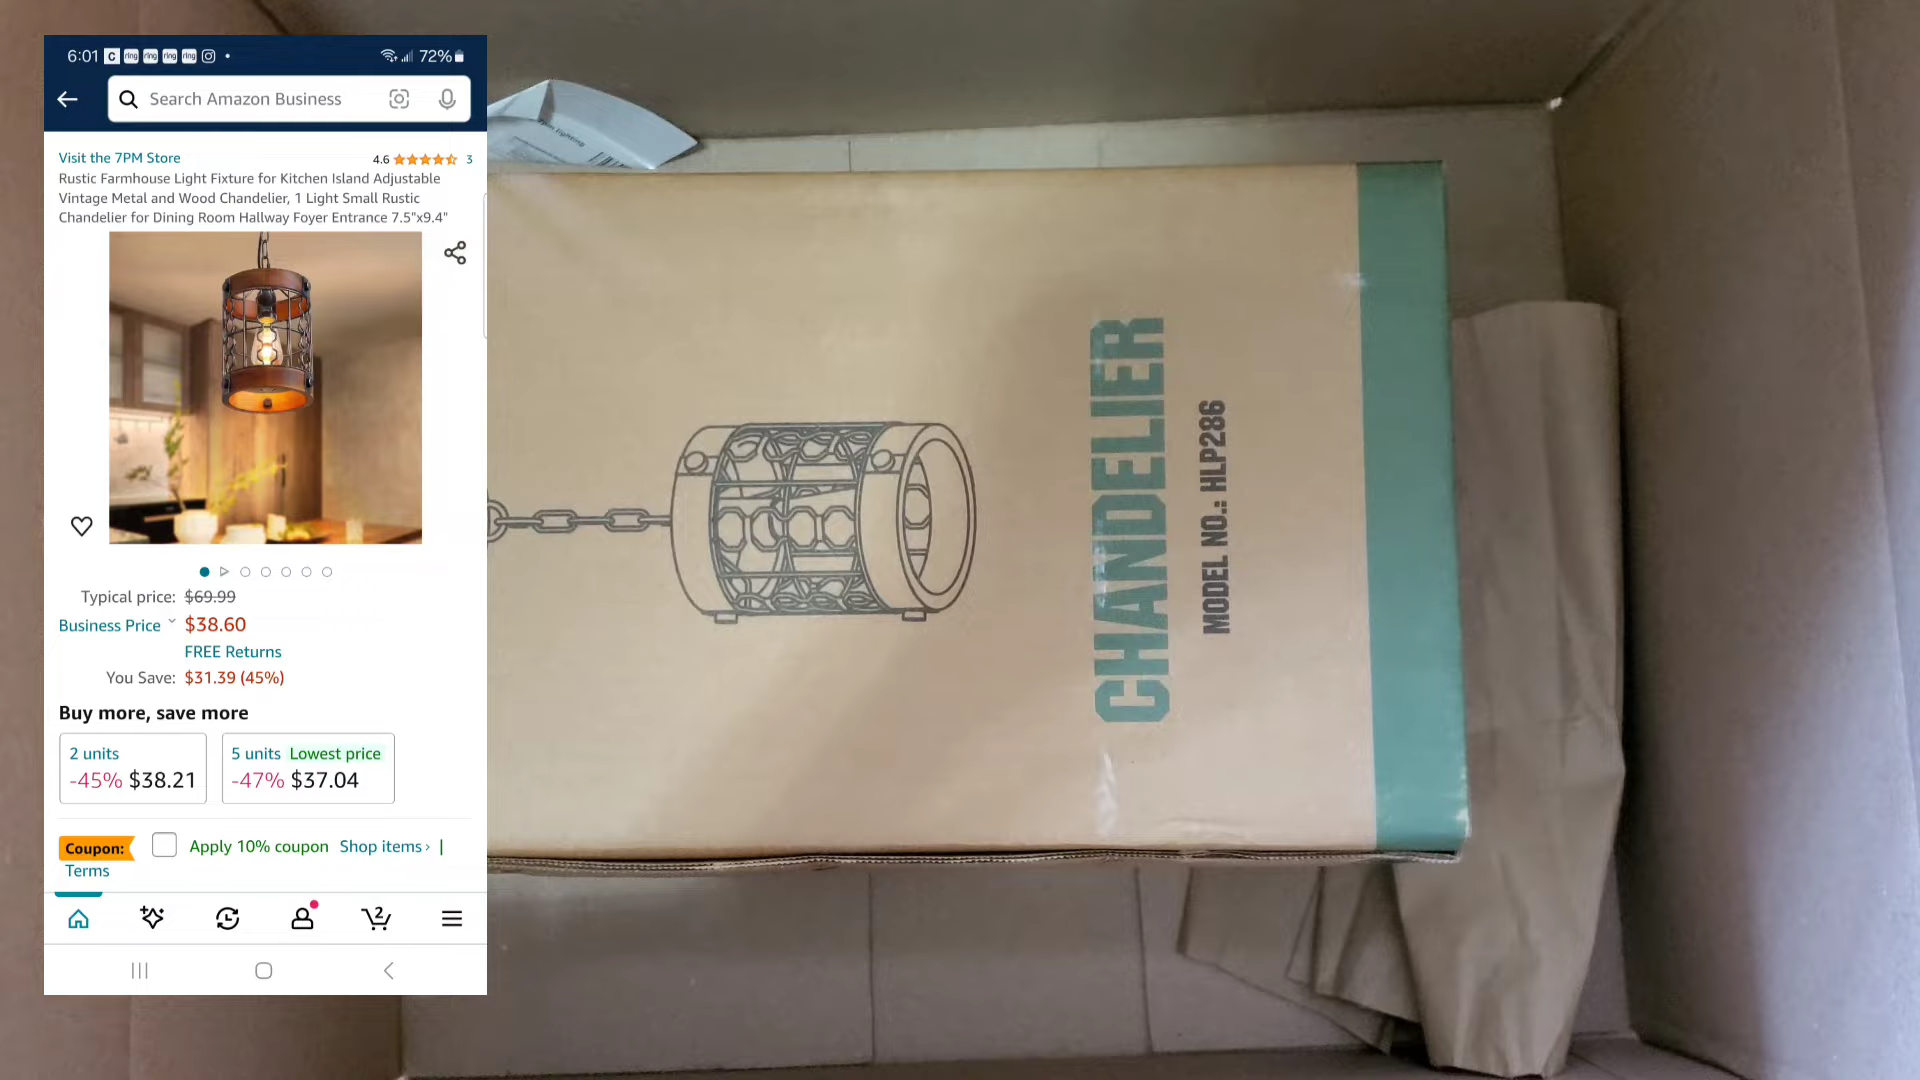 6:01 C ring ring ring ring 72%
Search Amazon Business
Visit the 7PM Store 4.6 3
Rustic Farmhouse Light Fixture for Kitchen Island Adjustable
Vintage Metal and Wood Chandelier, 1 Light Small Rustic
Chandelier for Dining Room Hallway Foyer Entrance 7.5"x9.4"
Typical price: $69.99
Business Price $38.60
FREE Returns
You Save: $31.39 (45%)
Buy more, save more
2 units
-45% $38.21
5 units Lowest price
-47% $37.04
Coupon: Apply 10% coupon Shop items › |
Terms
2
CHANDELIER
MODEL NO.: HLP286